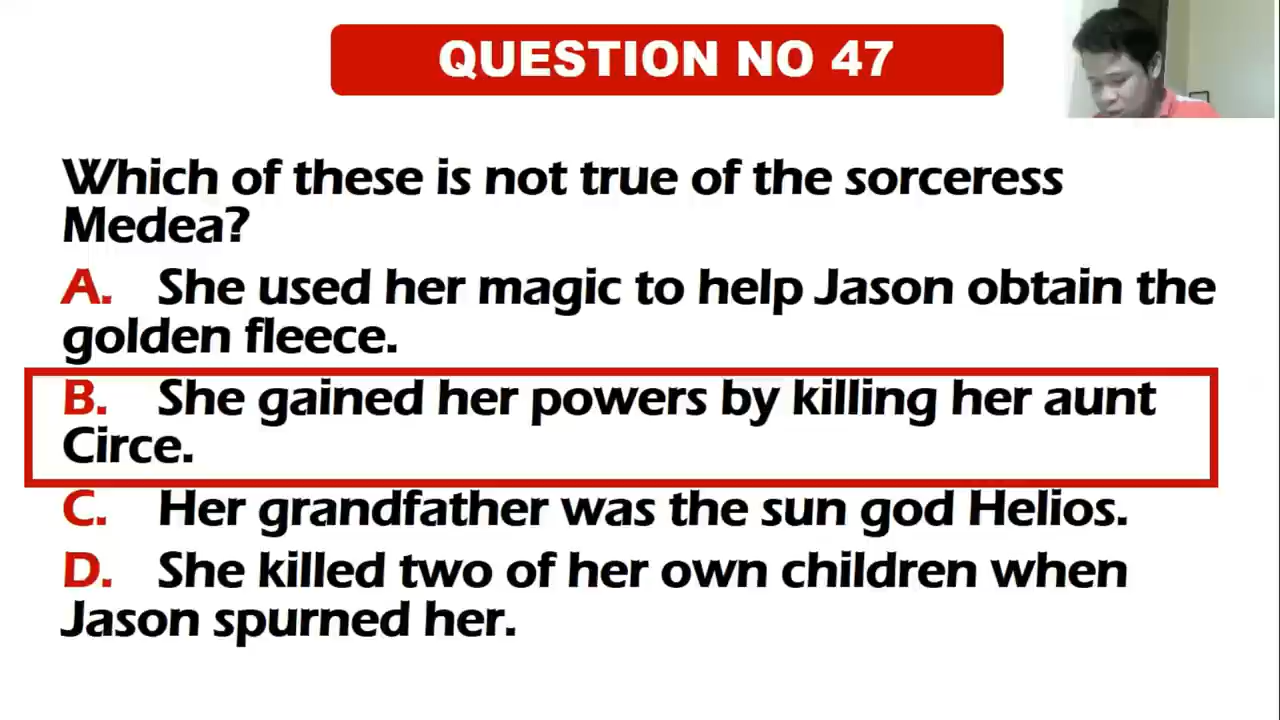 QUESTION NO 47
Which of these is not true of the sorceress
Medea?
A. She used her magic to help Jason obtain the
golden fleece.
B. She gained her powers by killing her aunt
Circe.
C. Her grandfather was the sun god Helios.
D. She killed two of her own children when
Jason spurned her.